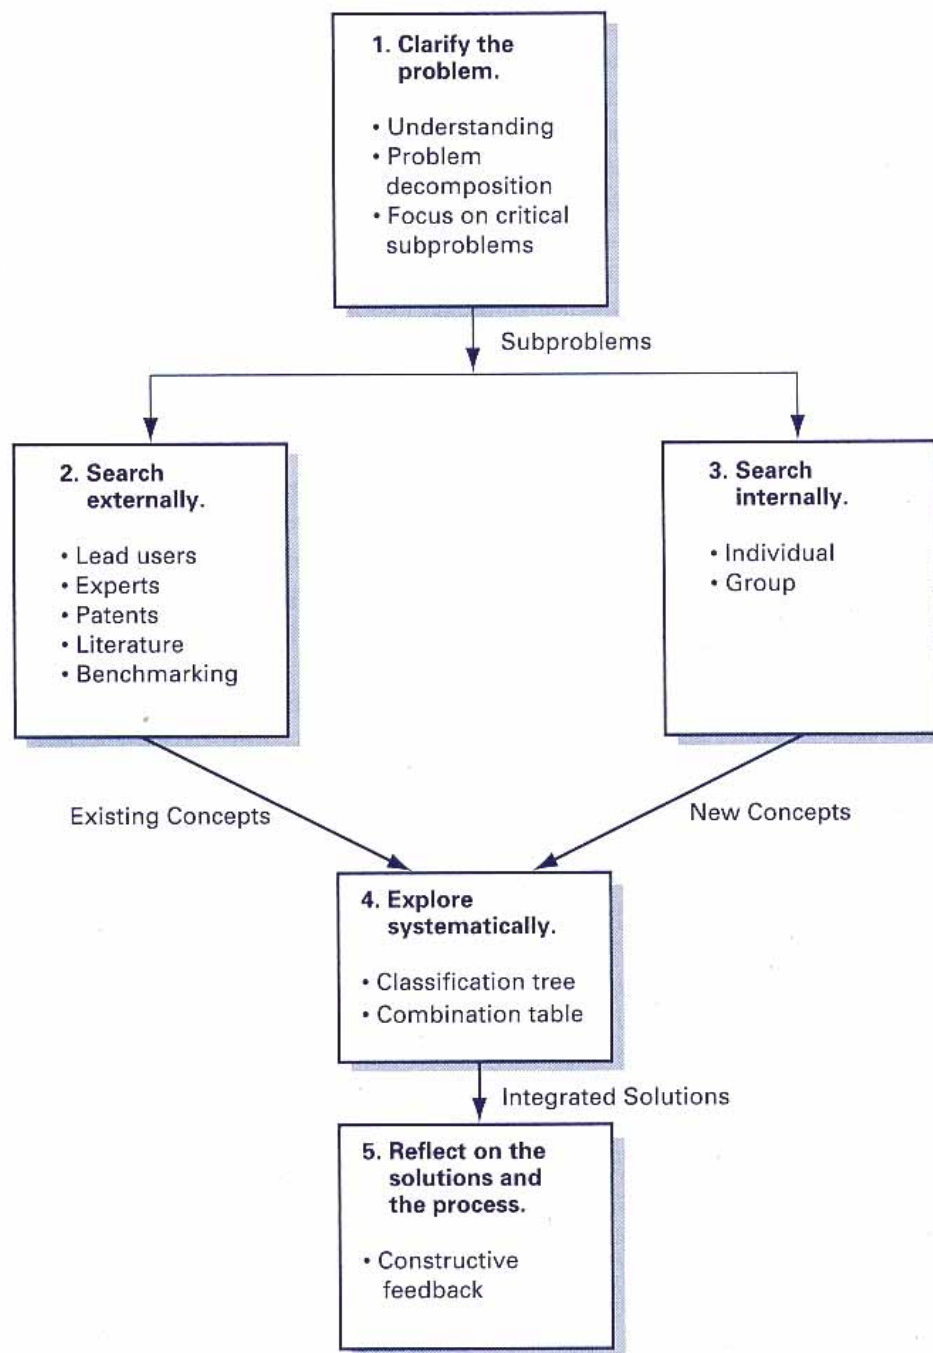 1. Clarify the
problem.
• Understanding
• Problem
decomposition
• Focus on critical
subproblems
Subproblems
2. Search
externally.
• Lead users
• Experts
• Patents
• Literature
• Benchmarking
3. Search
internally.
• Individual
• Group
Existing Concepts
New Concepts
4. Explore
systematically.
• Classification tree
• Combination table
Integrated Solutions
5. Reflect on the
solutions and
the process.
• Constructive
feedback